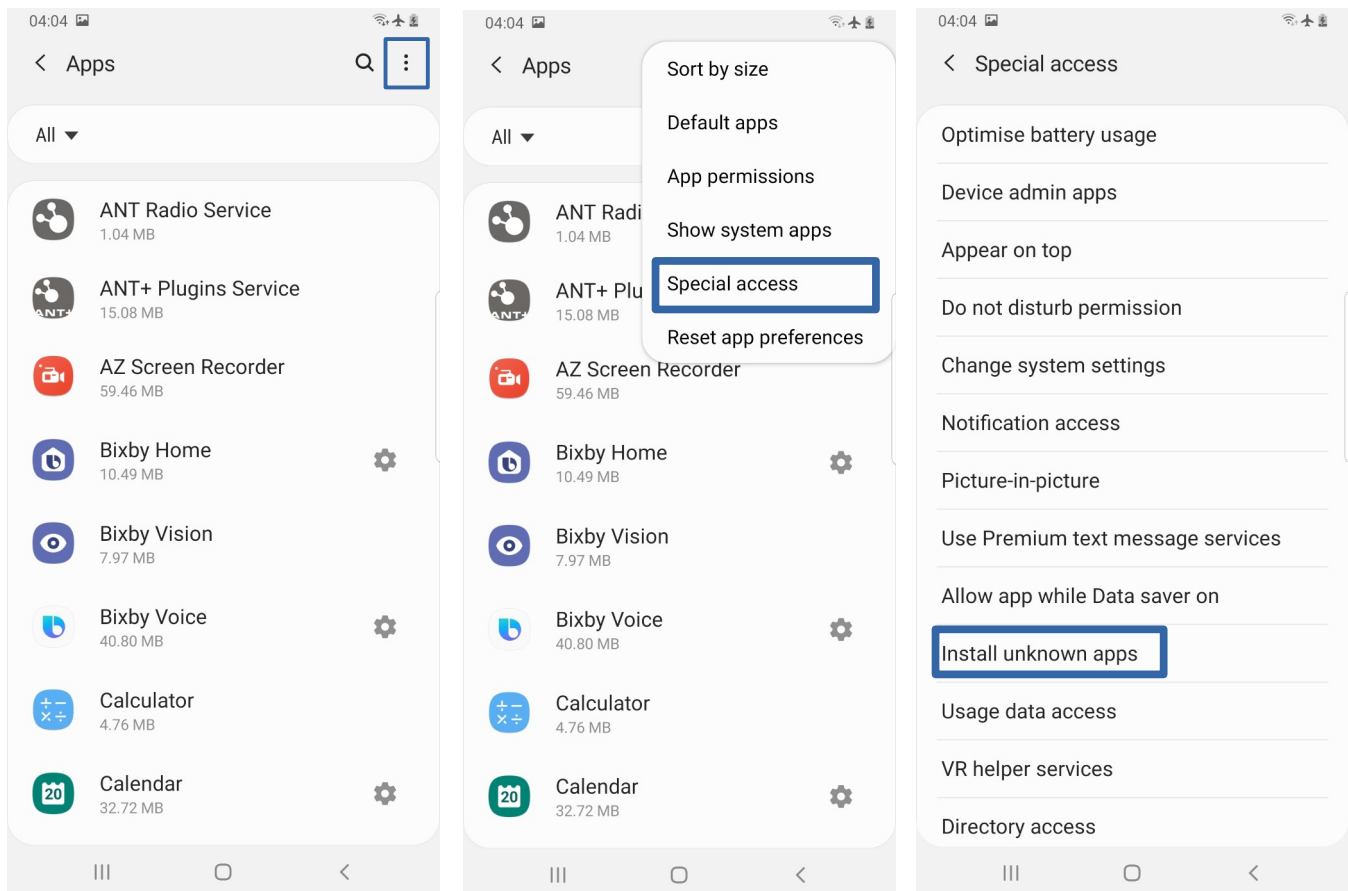 04:04
Apps
All
ANT Radio Service
1.04 MB
ANT+
ANT+ Plugins Service
15.08 MB
AZ Screen Recorder
59.46 MB
Bixby Home
10.49 MB
Bixby Vision
7.97 MB
Bixby Voice
40.80 MB
Calculator
4.76 MB
20
Calendar
32.72 MB
04:04
Apps
All
Sort by size
Default apps
App permissions
Show system apps
Special access
Reset app preferences
ANT Radi
1.04 MB
ANT+
ANT+ Plu
15.08 MB
AZ Screen Recorder
59.46 MB
Bixby Home
10.49 MB
Bixby Vision
7.97 MB
Bixby Voice
40.80 MB
Calculator
4.76 MB
20
Calendar
32.72 MB
04:04
Special access
Optimise battery usage
Device admin apps
Appear on top
Do not disturb permission
Change system settings
Notification access
Picture-in-picture
Use Premium text message services
Allow app while Data saver on
Install unknown apps
Usage data access
VR helper services
Directory access